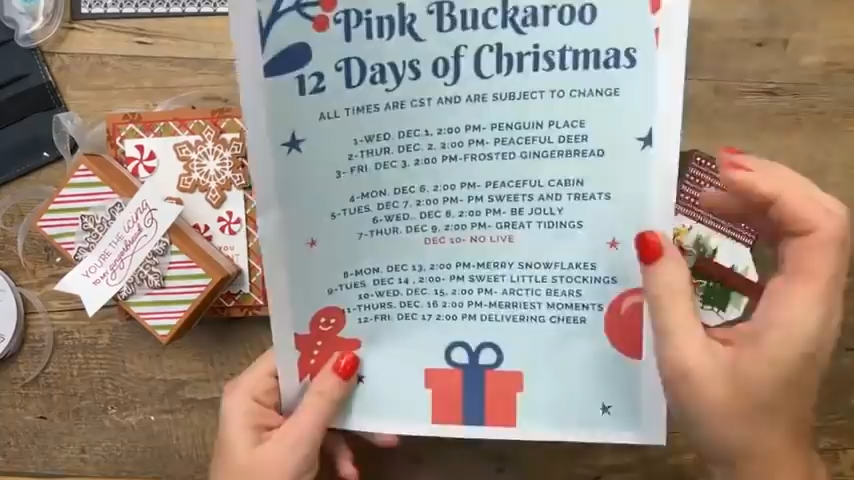 Pink Buckaroo
12 Days of Christmas
ALL TIMES ARE CST AND ARE SUBJECT TO CHANGE
1-WED. DEC.1, 2:00 PM- PENGUIN PLACE
2-THUR. DEC. 2, 2:00 PM- PEACEFUL DEER
3- FRI. DEC 3, 2:00 PM-FROSTED GINGERBREAD
4-MON. DEC 6, 2:00 PM- PEACEFUL CABIN
5-TUES. DEC 7, 2:00- PM SWEETS AND TREATS
6-WED. DEC 8, 2:00 PM- BE JOLLY
7-THUR. DEC 9, 2:00 PM- GREAT TIDINGS
DEC 10- NO LIVE
8-MON. DEC 13, 2:00 PM-MERRY SNOWFLAKES
9-TUES. DEC 14 , 2:00- PM SWEET LITTLE STOCKINGS
10-WED. DEC. 15, 2:00 PM- ARCTIC BEARS
11-THURS. DEC 16 2:00 PM-MERRIEST MOMENTS
12-FRI. DEC 17 2:00 PM DELIVERING CHEER
YOU'RE the ICING
on
everything!